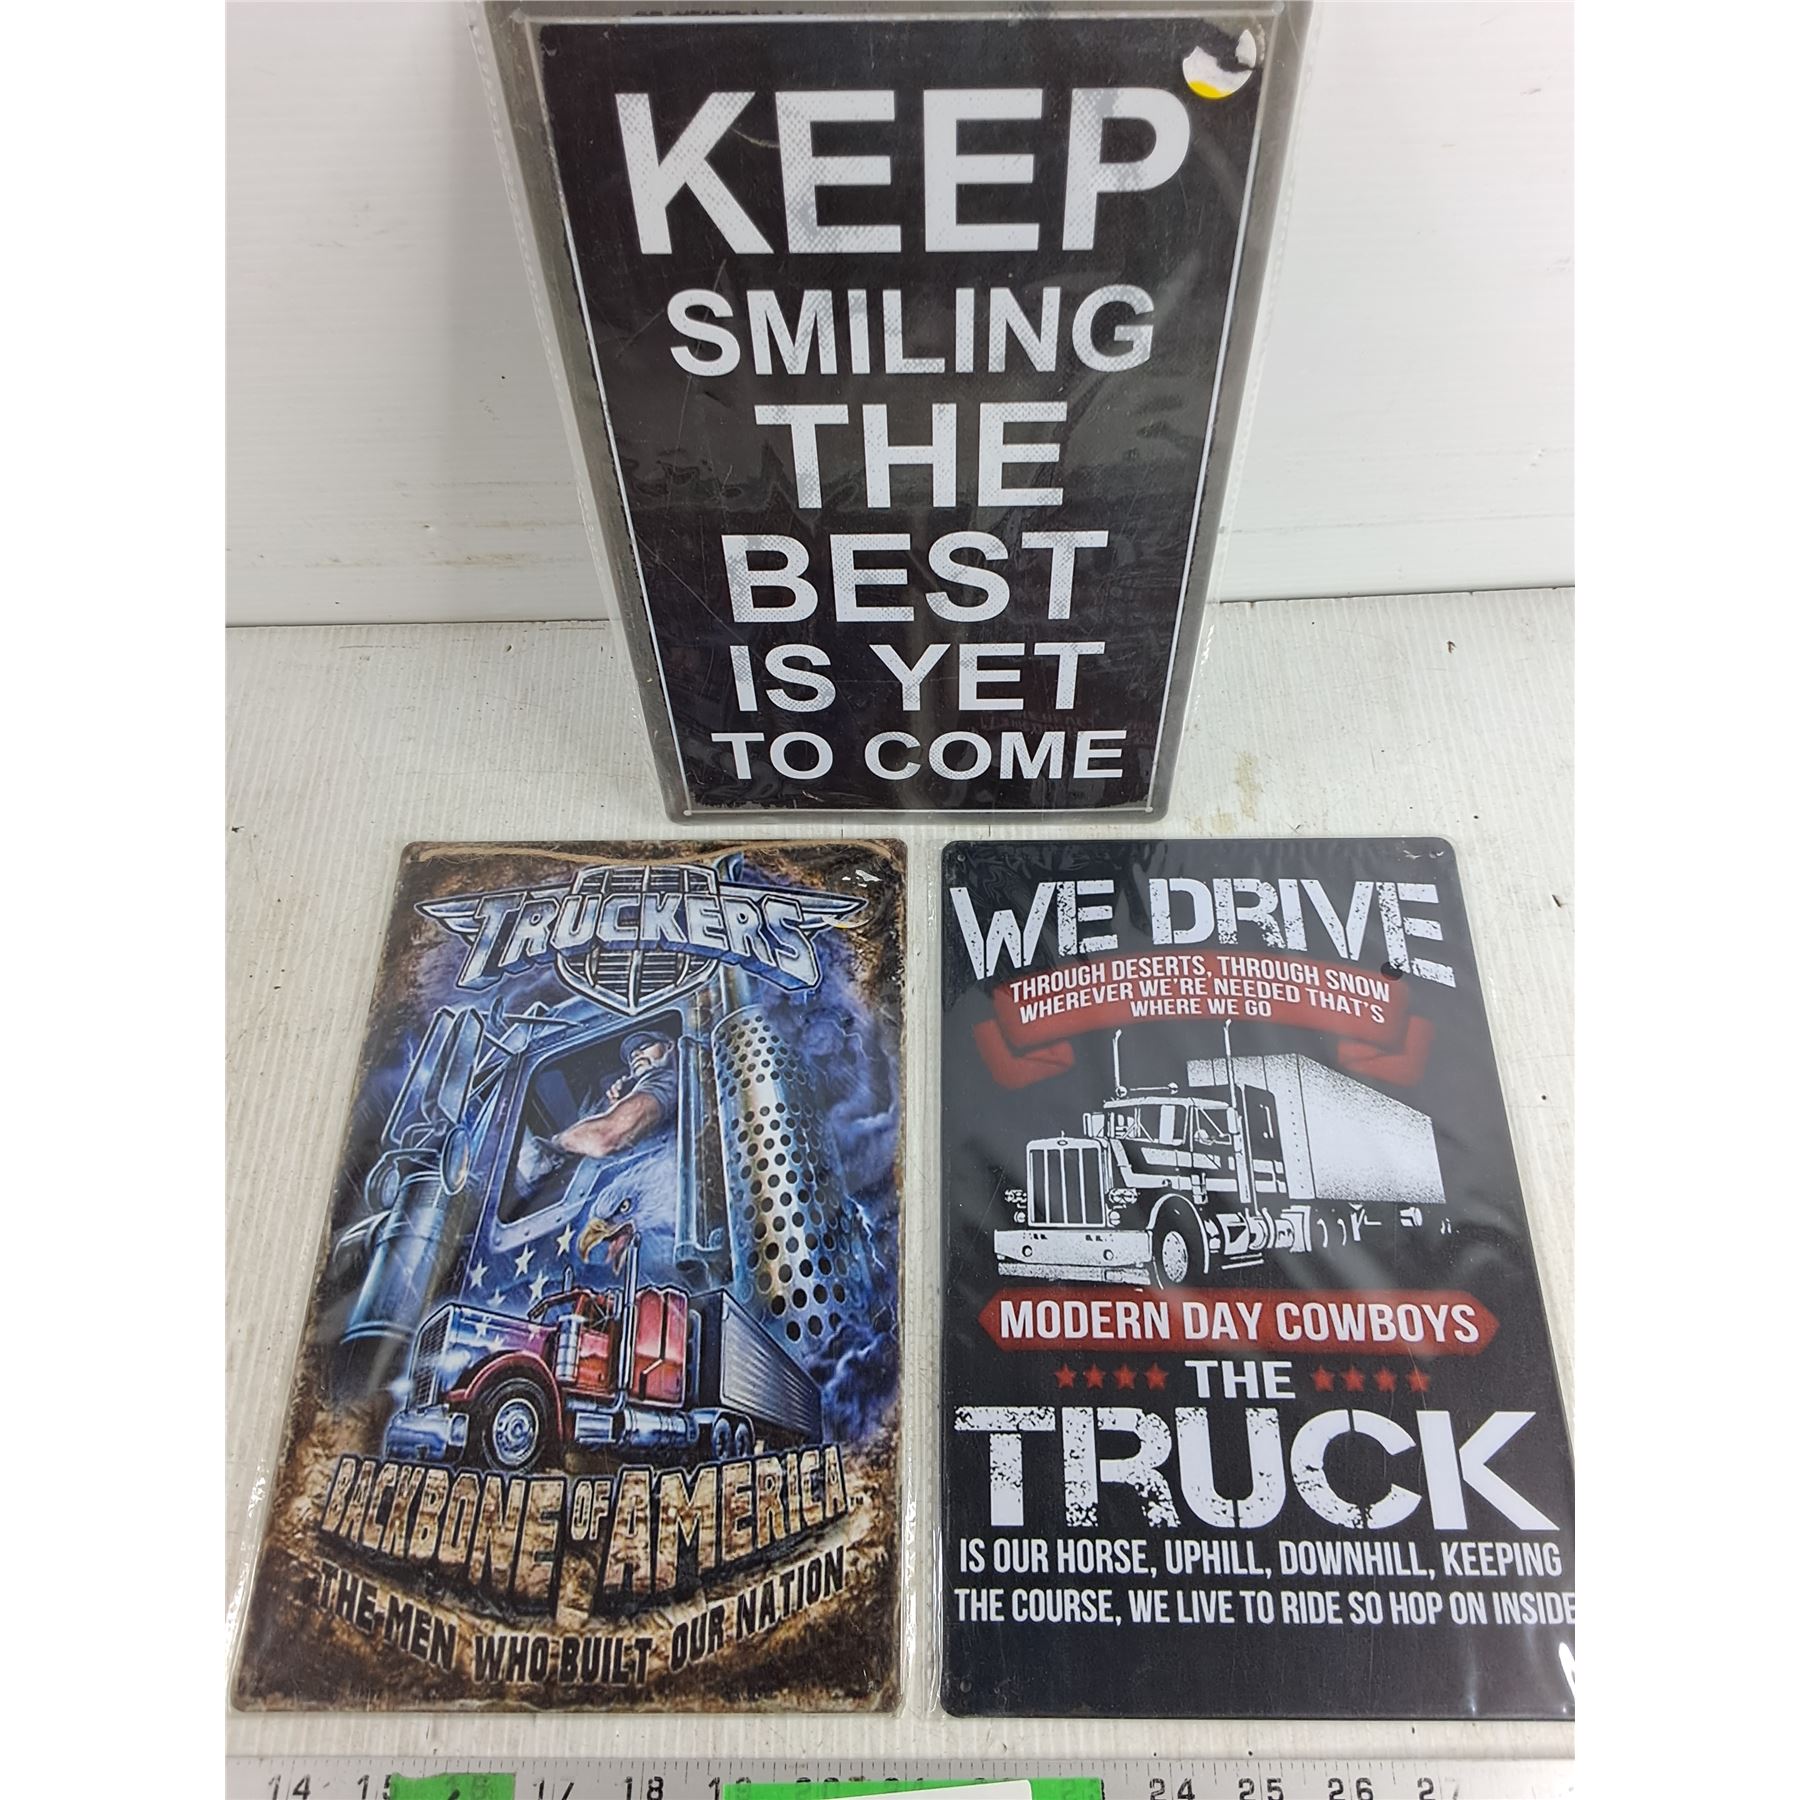 KEEP
SMILING
THE
BEST
IS YET
TO COME
TRUCKERS
BACKBONE OF AMERICA™
THE MEN WHO BUILT OUR NATION
WE DRIVE
THROUGH DESERTS, THROUGH SNOW
WHEREVER WE'RE NEEDED THAT'S
WHERE WE GO
MODERN DAY COWBOYS
THE
TRUCK
IS OUR HORSE, UPHILL, DOWNHILL, KEEPING
THE COURSE, WE LIVE TO RIDE SO HOP ON INSIDE
14 15 17 18 24 25 26 27